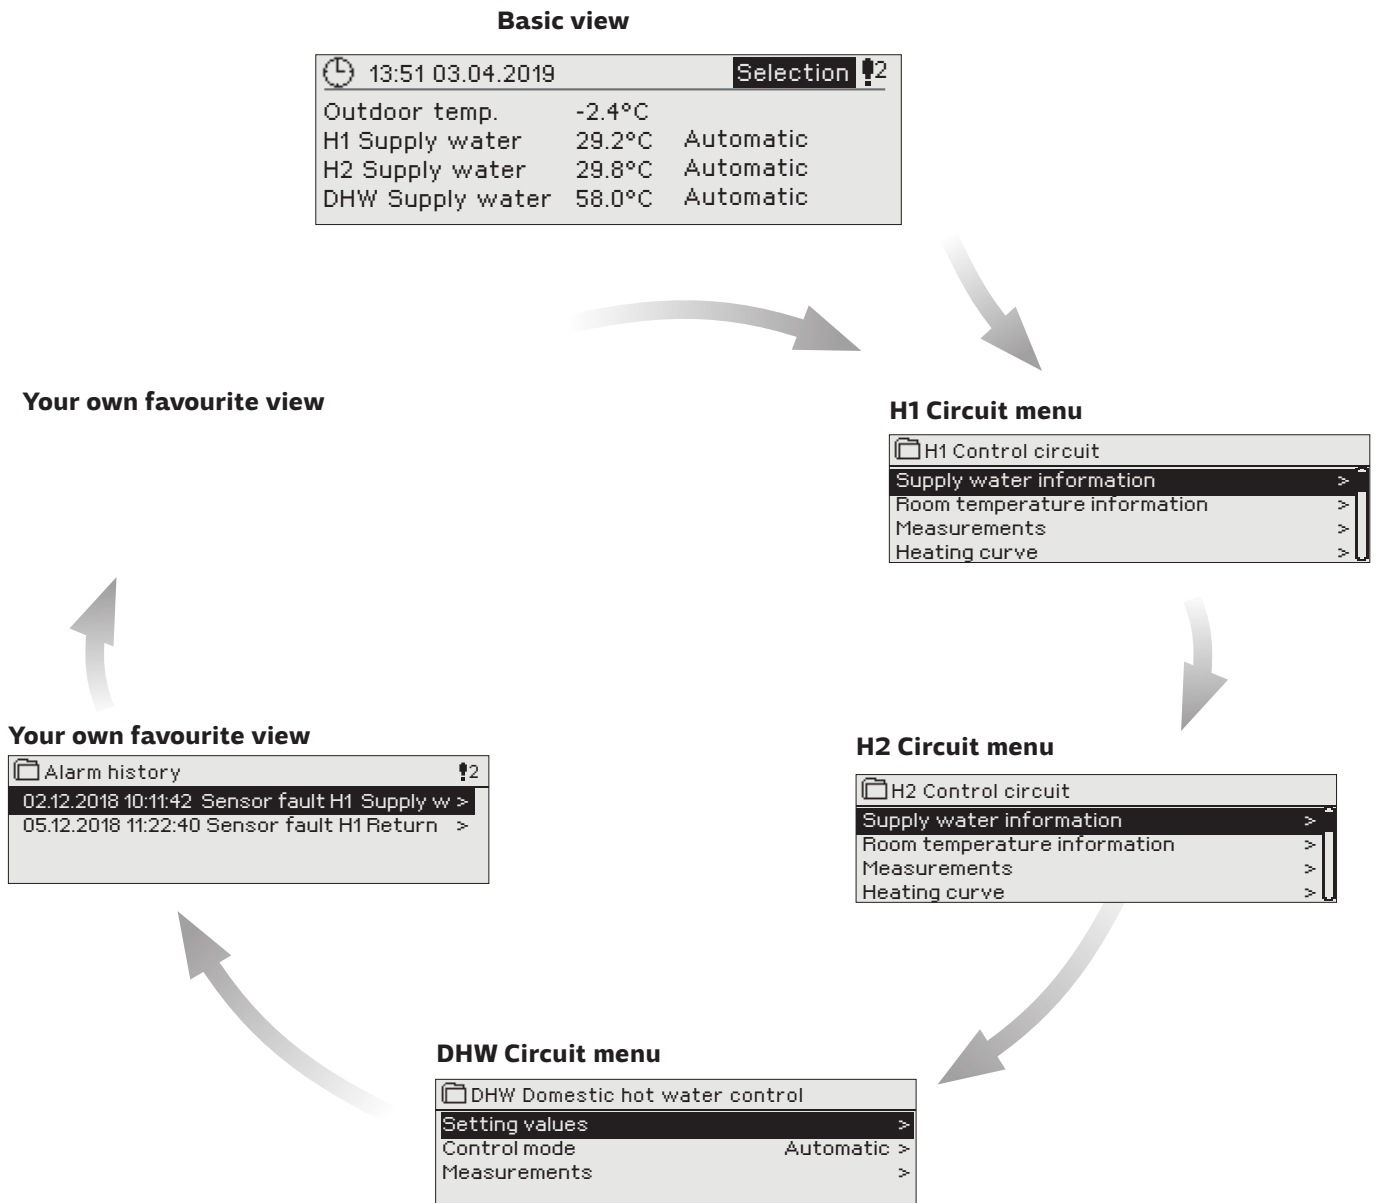 Basic view
13:51 03.04.2019 Selection 2
Outdoor temp. -2.4°C
H1 Supply water 29.2°C Automatic
H2 Supply water 29.8°C Automatic
DHW Supply water 58.0°C Automatic
Your own favourite view
H1 Circuit menu
H1 Control circuit
Supply water information >
Room temperature information >
Measurements >
Heating curve >
Your own favourite view
Alarm history 2
02.12.2018 10:11:42 Sensor fault H1 Supply w >
05.12.2018 11:22:40 Sensor fault H1 Return >
H2 Circuit menu
H2 Control circuit
Supply water information >
Room temperature information >
Measurements >
Heating curve >
DHW Circuit menu
DHW Domestic hot water control
Setting values >
Control mode Automatic >
Measurements >